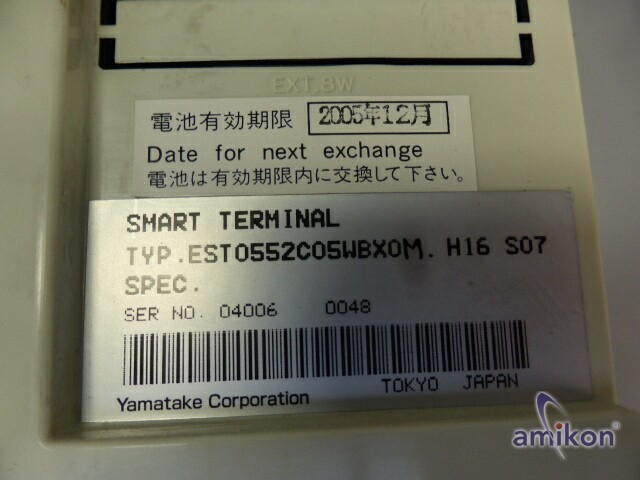 EXT.BW
電池有効期限 2005年12月
Date for next exchange
電池は有効期限内に交換して下さい。
SMART TERMINAL
TYP.EST0552C05WBX0M. H16 S07
SPEC.
SER NO. 04006 0048
TOKYO JAPAN
Yamatake Corporation
amikon